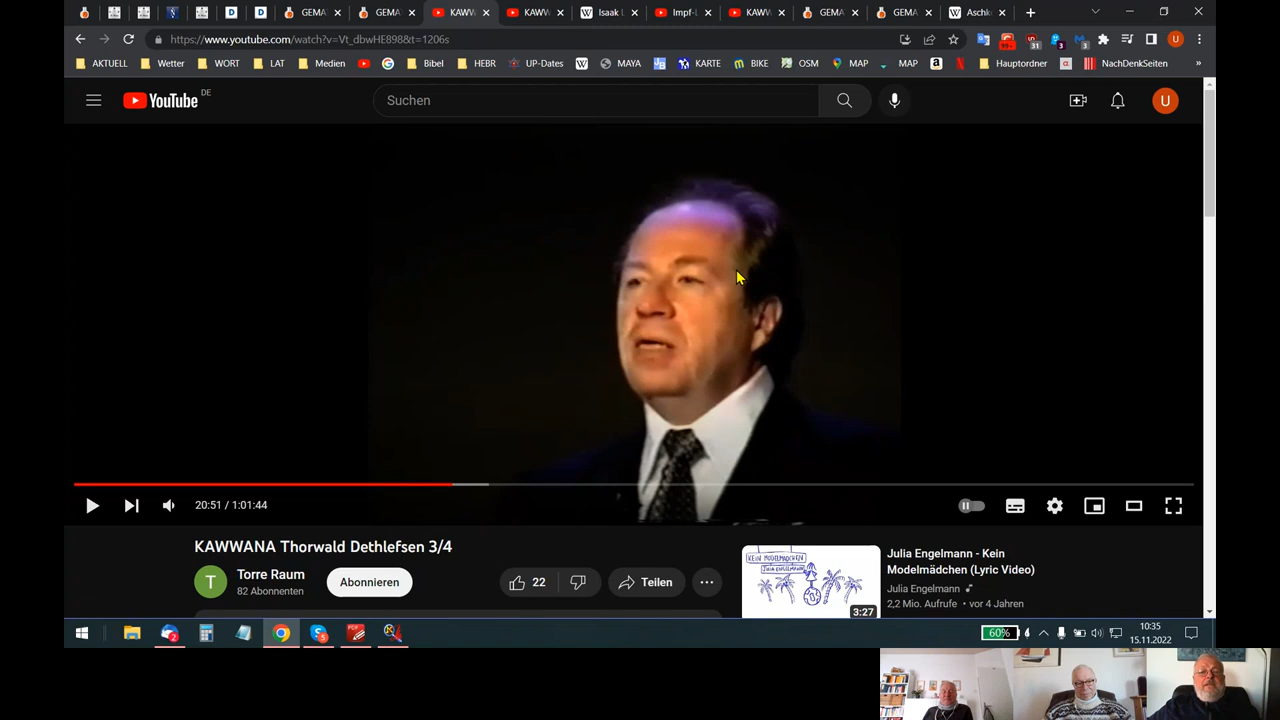 GEMA
GEMA
KAWW
KAWW
Isaak L
Impf-L
KAWW
GEMA
GEMA
Aschk
https://www.youtube.com/watch?v=Vt_dbwHE898&t=1206s
99+
31
3
3
U
AKTUELL
Wetter
WORT
LAT
Medien
Bibel
HEBR
UP-Dates
MAYA
KARTE
BIKE
OSM
MAP
MAP
Hauptordner
NachDenkSeiten
»
YouTube DE
Suchen
U
20:51 / 1:01:44
KAWWANA Thorwald Dethlefsen 3/4
T
Torre Raum
82 Abonnenten
Abonnieren
22
Teilen
KEIN MODELMÄDCHEN
JULIA ENGELMANN
3:27
Julia Engelmann - Kein
Modelmädchen (Lyric Video)
Julia Engelmann
2,2 Mio. Aufrufe • vor 4 Jahren
60%
10:35
15.11.2022